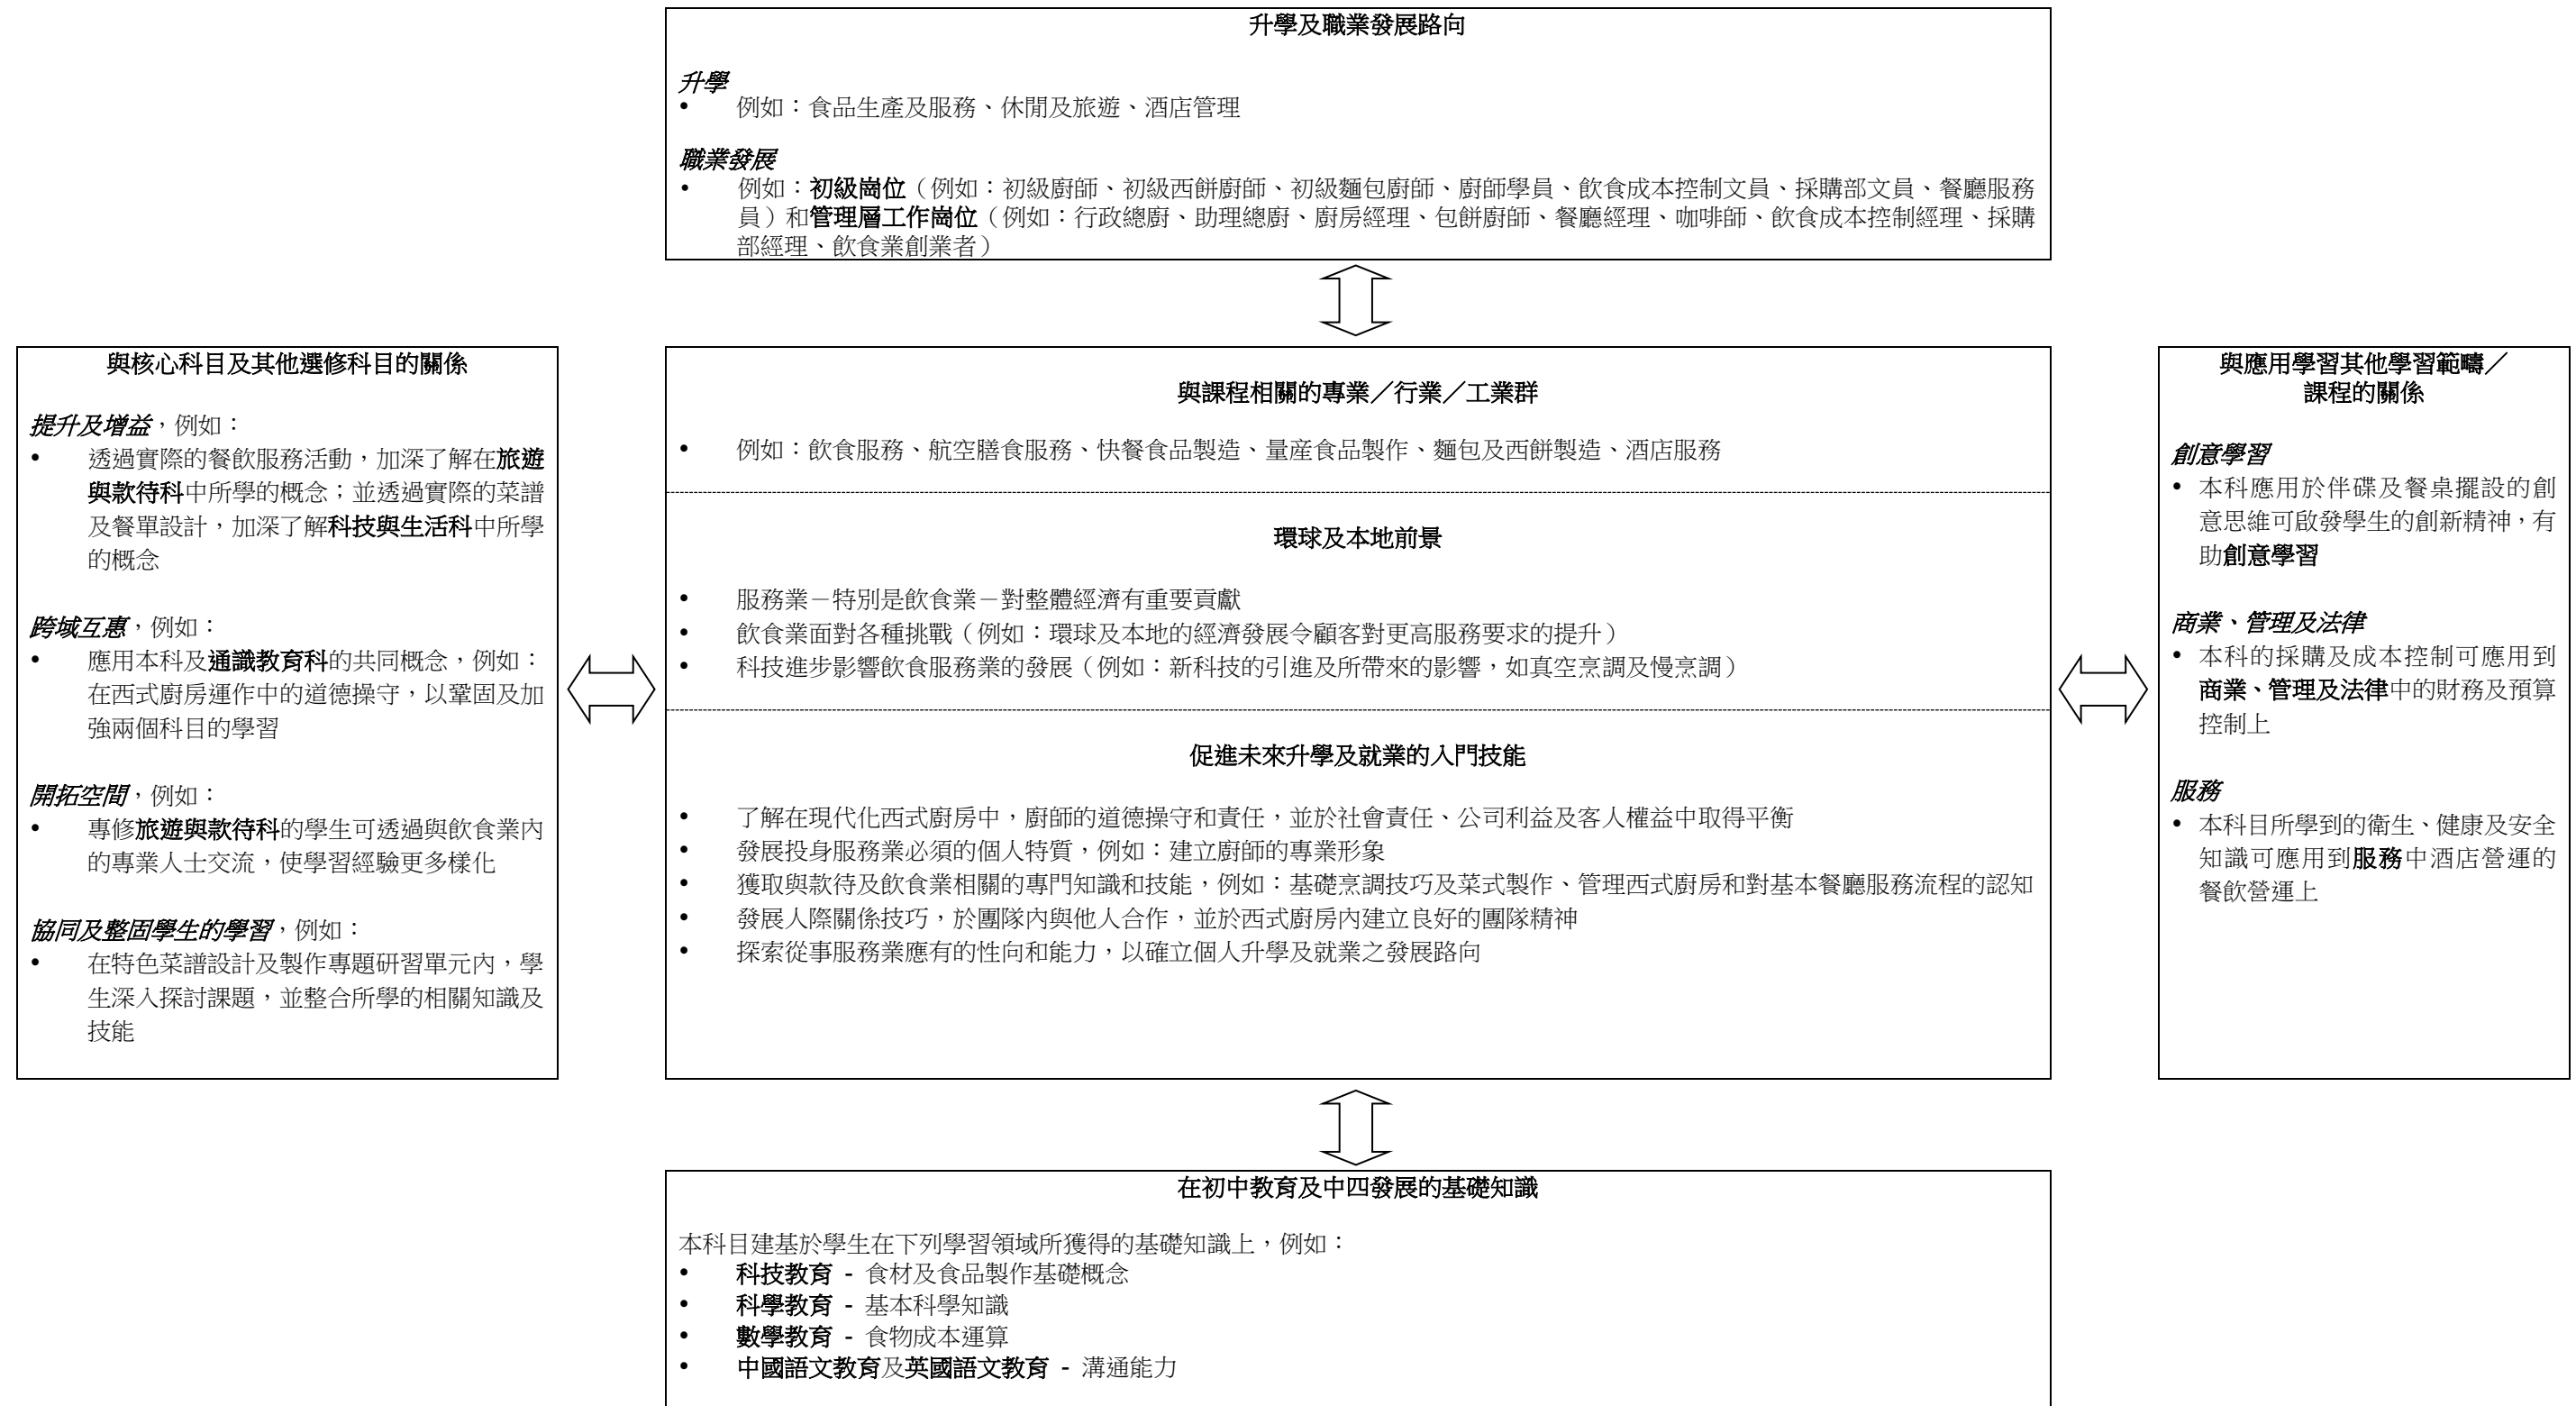 升學及職業發展路向
升學
• 例如：食品生產及服務、休閒及旅遊、酒店管理
職業發展
• 例如：初級崗位（例如：初級廚師、初級西餅廚師、初級麵包廚師、廚師學員、飲食成本控制文員、採購部文員、餐廳服務
員）和管理層工作崗位（例如：行政總廚、助理總廚、廚房經理、包餅廚師、餐廳經理、咖啡師、飲食成本控制經理、採購
部經理、飲食業創業者）
與核心科目及其他選修科目的關係
提升及增益，例如：
• 透過實際的餐飲服務活動，加深了解在旅遊
與款待科中所學的概念；並透過實際的菜譜
及餐單設計，加深了解科技與生活科中所學
的概念
跨域互惠，例如：
• 應用本科及通識教育科的共同概念，例如：
在西式廚房運作中的道德操守，以鞏固及加
強兩個科目的學習
開拓空間，例如：
• 專修旅遊與款待科的學生可透過與飲食業內
的專業人士交流，使學習經驗更多樣化
協同及整固學生的學習，例如：
• 在特色菜譜設計及製作專題研習單元內，學
生深入探討課題，並整合所學的相關知識及
技能
與課程相關的專業／行業／工業群
• 例如：飲食服務、航空膳食服務、快餐食品製造、量產食品製作、麵包及西餅製造、酒店服務
環球及本地前景
• 服務業－特別是飲食業－對整體經濟有重要貢獻
• 飲食業面對各種挑戰（例如：環球及本地的經濟發展令顧客對更高服務要求的提升）
• 科技進步影響飲食服務業的發展（例如：新科技的引進及所帶來的影響，如真空烹調及慢烹調）
促進未來升學及就業的入門技能
• 了解在現代化西式廚房中，廚師的道德操守和責任，並於社會責任、公司利益及客人權益中取得平衡
• 發展投身服務業必須的個人特質，例如：建立廚師的專業形象
• 獲取與款待及飲食業相關的專門知識和技能，例如：基礎烹調技巧及菜式製作、管理西式廚房和對基本餐廳服務流程的認知
• 發展人際關係技巧，於團隊內與他人合作，並於西式廚房內建立良好的團隊精神
• 探索從事服務業應有的性向和能力，以確立個人升學及就業之發展路向
與應用學習其他學習範疇／
課程的關係
創意學習
• 本科應用於伴碟及餐桌擺設的創
意思維可啟發學生的創新精神，有
助創意學習
商業、管理及法律
• 本科的採購及成本控制可應用到
商業、管理及法律中的財務及預算
控制上
服務
• 本科目所學到的衛生、健康及安全
知識可應用到服務中酒店營運的
餐飲營運上
在初中教育及中四發展的基礎知識
本科目建基於學生在下列學習領域所獲得的基礎知識上，例如：
• 科技教育 - 食材及食品製作基礎概念
• 科學教育 - 基本科學知識
• 數學教育 - 食物成本運算
• 中國語文教育及英國語文教育 - 溝通能力